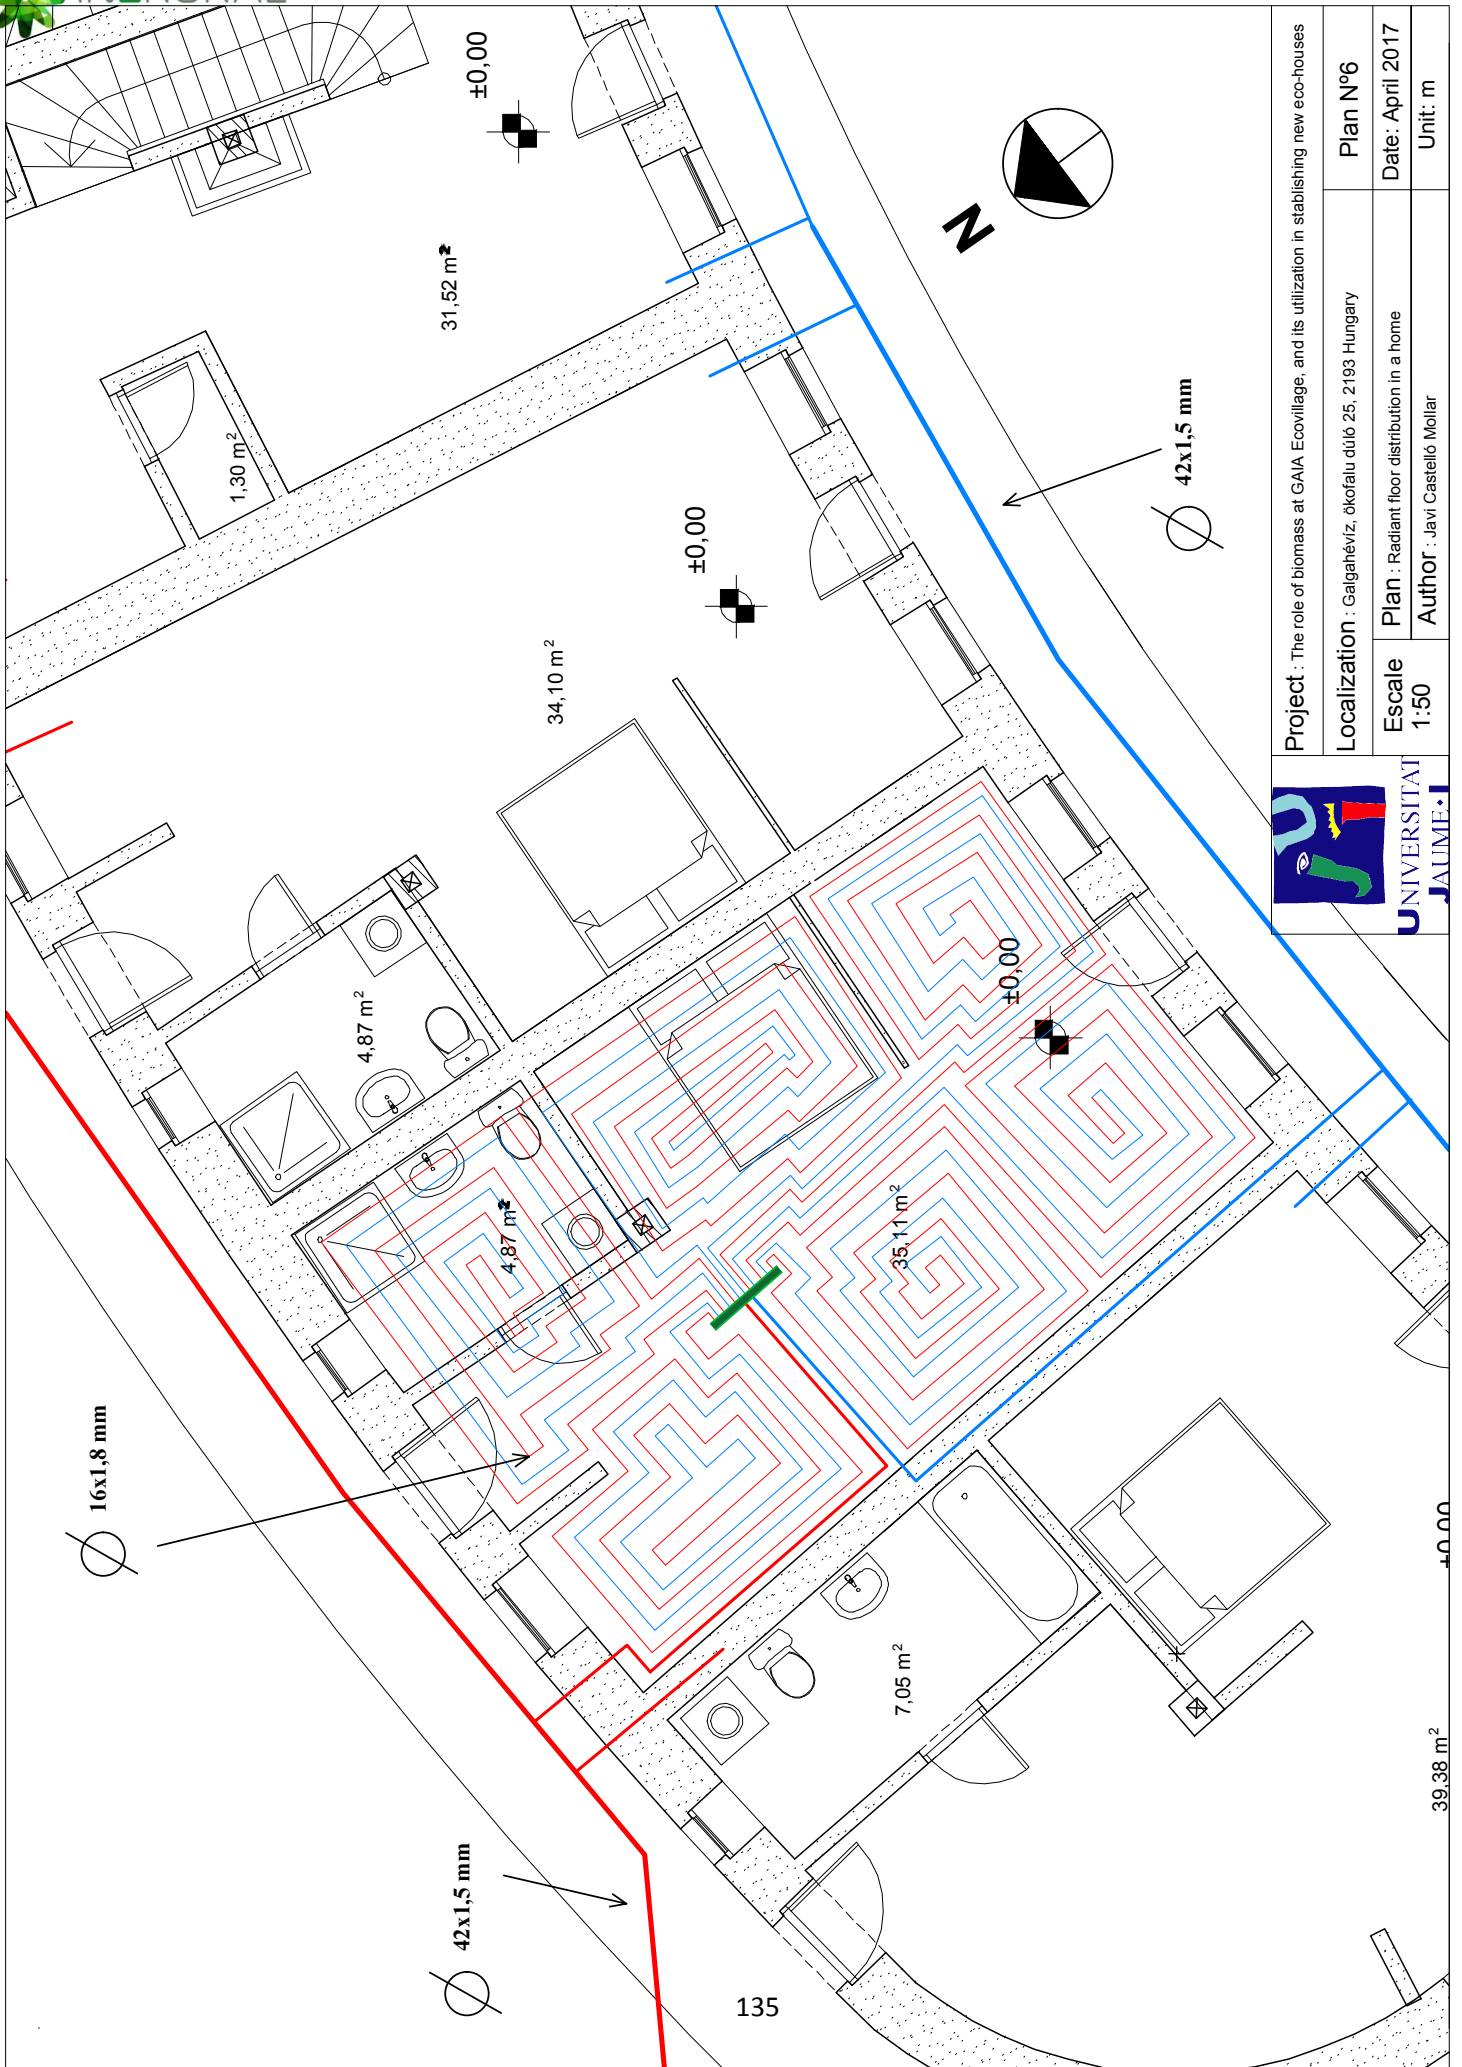 ±0,00
31,52 m²
1,30 m²
±0,00
34,10 m²
4,87 m²
4,87 m²
±0,00
35,11 m²
7,05 m²
39,38 m²
±0,00
N
42x1,5 mm
16x1,8 mm
42x1,5 mm
Project : The role of biomass at GAIA Ecovillage, and its utilization in stablishing new eco-houses
Localization : Galgahévíz, ökofalu dúló 25, 2193 Hungary
Plan Nº6
Escale
1:50
Plan : Radiant floor distribution in a home
Date: April 2017
Author : Javi Castelló Mollar
Unit: m
UNIVERSITAT
JAUME·I
135